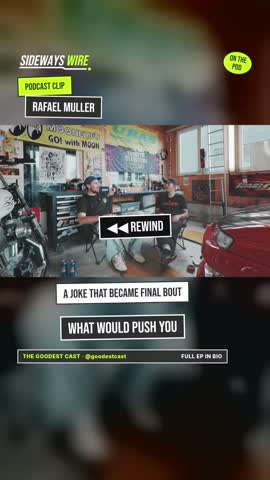 SIDEWAYS WIRE.
ON THE
POD
PODCAST CLIP
RAFAEL MULLER
MOONEYES
GO! with MOON
REWIND
A JOKE THAT BECAME FINAL BOUT
WHAT WOULD PUSH YOU
THE GOODEST CAST · @goodestcast
FULL EP IN BIO